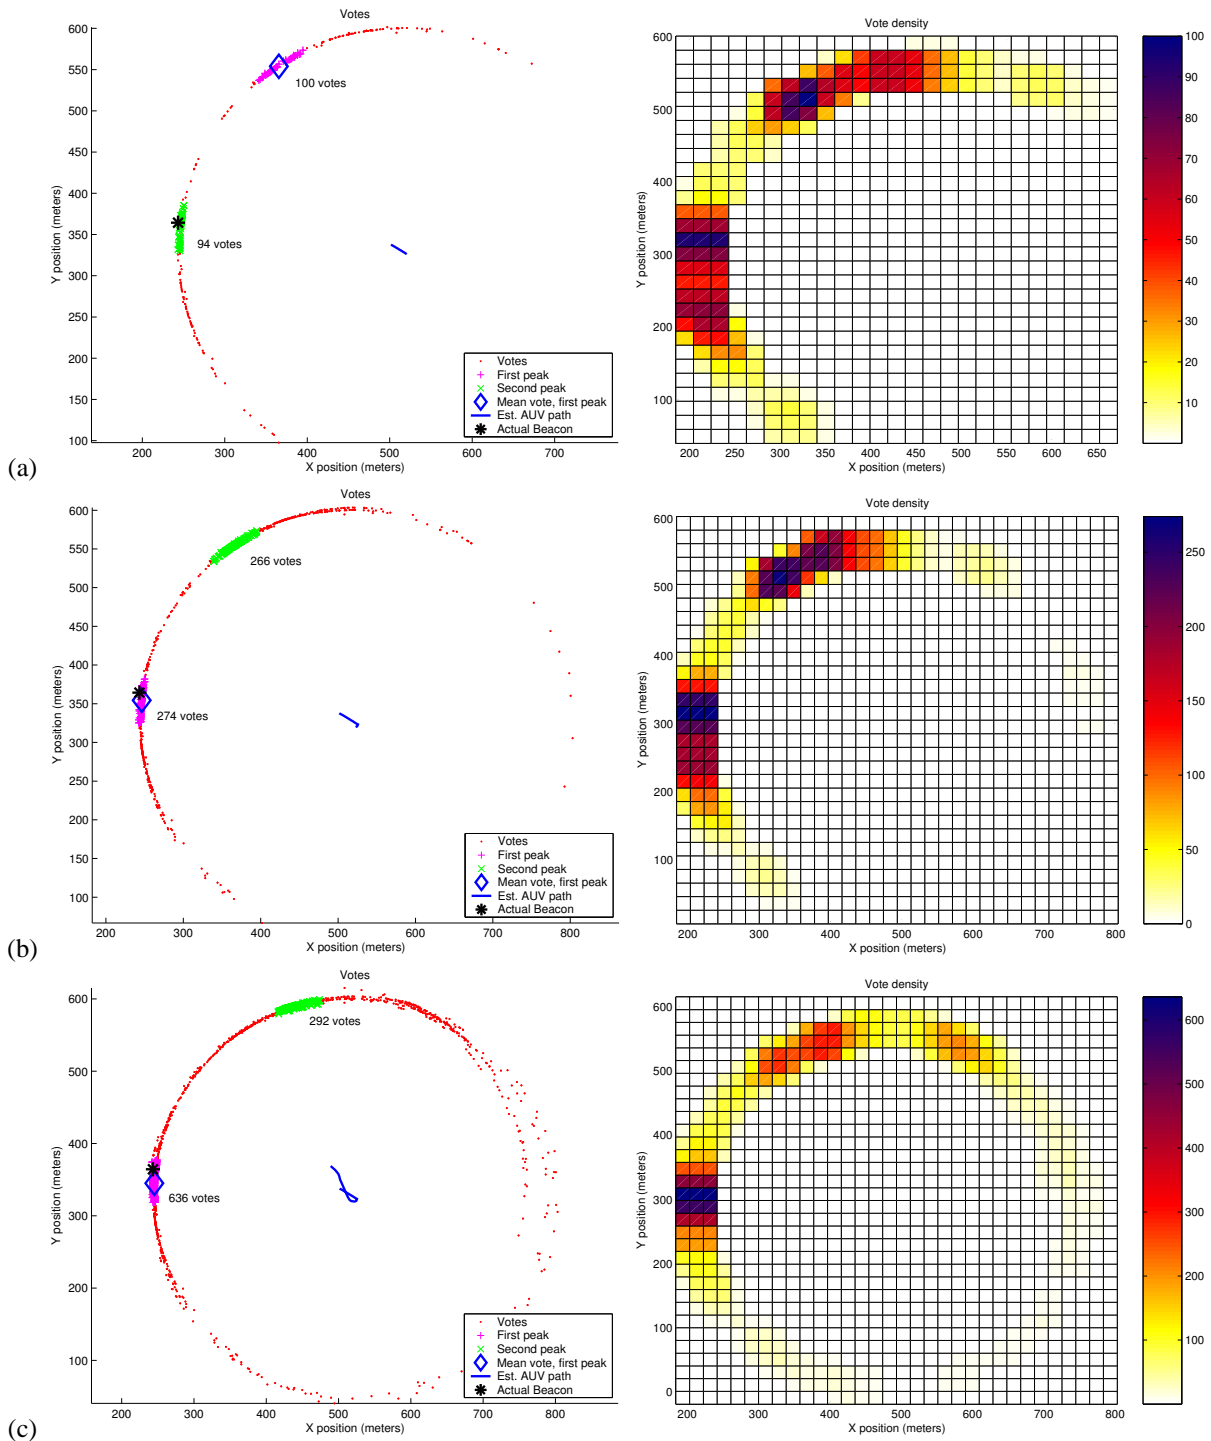 Votes
600
550
500
450
400
350
300
250
200
150
100
Y position (meters)
100 votes
94 votes
Votes
First peak
Second peak
Mean vote, first peak
Est. AUV path
Actual Beacon
200 300 400 500 600 700
X position (meters)
(a)
Vote density
600
500
400
300
200
100
Y position (meters)
200 250 300 350 400 450 500 550 600 650
X position (meters)
100
90
80
70
60
50
40
30
20
10
Votes
600
550
500
450
400
350
300
250
200
150
100
Y position (meters)
266 votes
274 votes
Votes
First peak
Second peak
Mean vote, first peak
Est. AUV path
Actual Beacon
200 300 400 500 600 700 800
X position (meters)
(b)
Vote density
600
500
400
300
200
100
Y position (meters)
200 300 400 500 600 700 800
X position (meters)
250
200
150
100
50
0
Votes
600
500
400
300
200
100
Y position (meters)
292 votes
636 votes
Votes
First peak
Second peak
Mean vote, first peak
Est. AUV path
Actual Beacon
200 300 400 500 600 700 800
X position (meters)
(c)
Vote density
600
500
400
300
200
100
0
Y position (meters)
200 300 400 500 600 700 800
X position (meters)
600
500
400
300
200
100